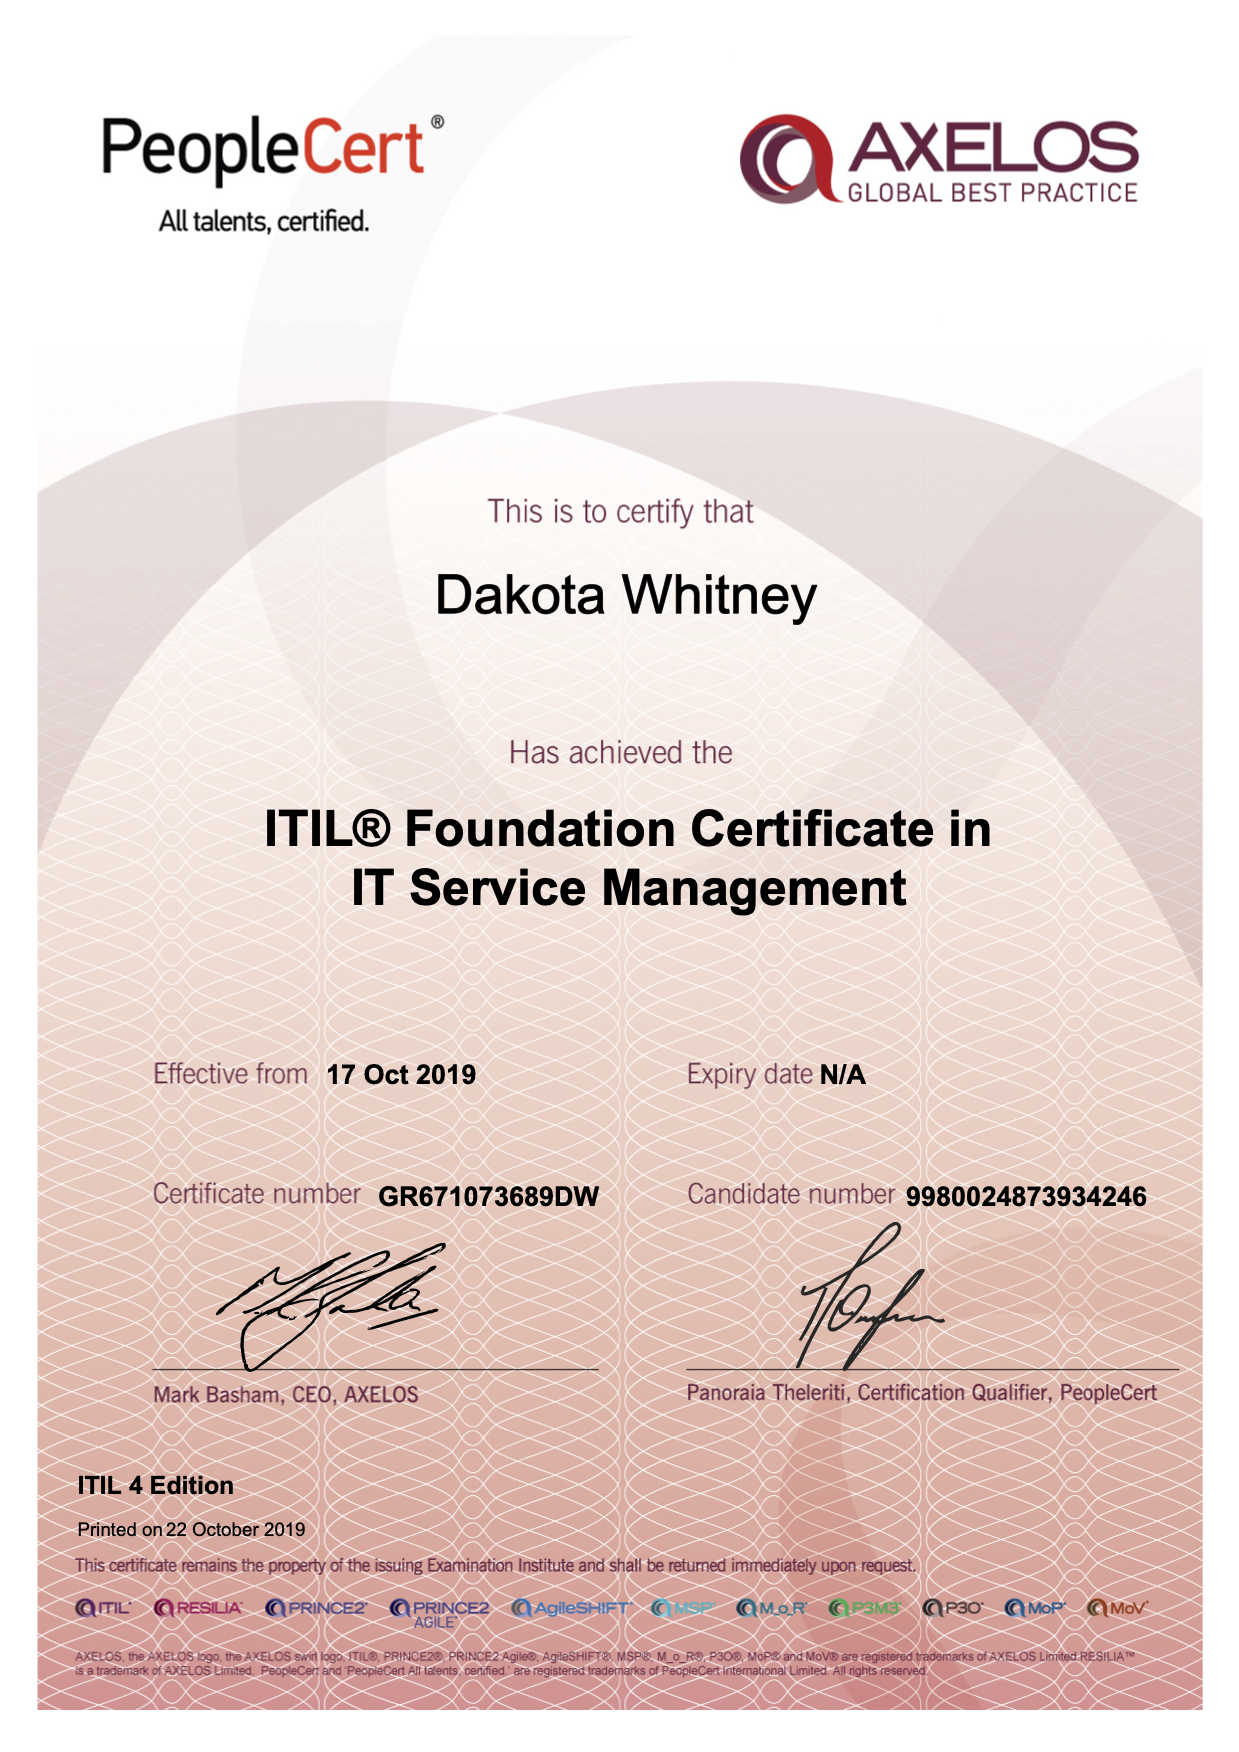 PeopleCert®
All talents, certified.
AXELOS
GLOBAL BEST PRACTICE
This is to certify that
Dakota Whitney
Has achieved the
ITIL® Foundation Certificate in
IT Service Management
Effective from 17 Oct 2019
Expiry date N/A
Certificate number GR671073689DW
Candidate number 9980024873934246
Mark Basham, CEO, AXELOS
Panoraia Theleriti, Certification Qualifier, PeopleCert
ITIL 4 Edition
Printed on 22 October 2019
This certificate remains the property of the issuing Examination Institute and shall be returned immediately upon request.
ITIL® RESILIA™ PRINCE2® PRINCE2 AGILE® AgileSHIFT® MSP® M_o_R® P3M3® P3O® MoP® MoV®
AXELOS, the AXELOS logo, the AXELOS swirl logo, ITIL®, PRINCE2®, PRINCE2 Agile®, AgileSHIFT®, MSP®, M_o_R®, P3O®, MoP® and MoV® are registered trademarks of AXELOS Limited.RESILIA™
is a trademark of AXELOS Limited. PeopleCert and 'PeopleCert All talents, certified.' are registered trademarks of PeopleCert International Limited. All rights reserved.